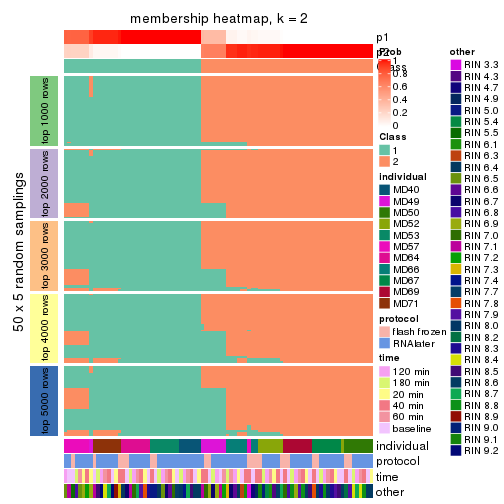 membership heatmap, k = 2
50 x 5 random samplings
top 1000 rows
top 2000 rows
top 3000 rows
top 4000 rows
top 5000 rows
p1
p2
Class
individual
protocol
time
other
Prob
1
0.8
0.6
0.4
0.2
0
Class
1
2
individual
MD40
MD49
MD50
MD52
MD53
MD57
MD64
MD66
MD67
MD69
MD71
protocol
flash frozen
RNAlater
time
120 min
180 min
20 min
40 min
60 min
baseline
other
RIN 3.3
RIN 4.3
RIN 4.7
RIN 4.9
RIN 5.0
RIN 5.4
RIN 5.5
RIN 6.1
RIN 6.3
RIN 6.4
RIN 6.5
RIN 6.6
RIN 6.7
RIN 6.8
RIN 6.9
RIN 7.0
RIN 7.1
RIN 7.2
RIN 7.3
RIN 7.4
RIN 7.7
RIN 7.8
RIN 7.9
RIN 8.0
RIN 8.2
RIN 8.3
RIN 8.4
RIN 8.5
RIN 8.6
RIN 8.7
RIN 8.8
RIN 8.9
RIN 9.0
RIN 9.1
RIN 9.2